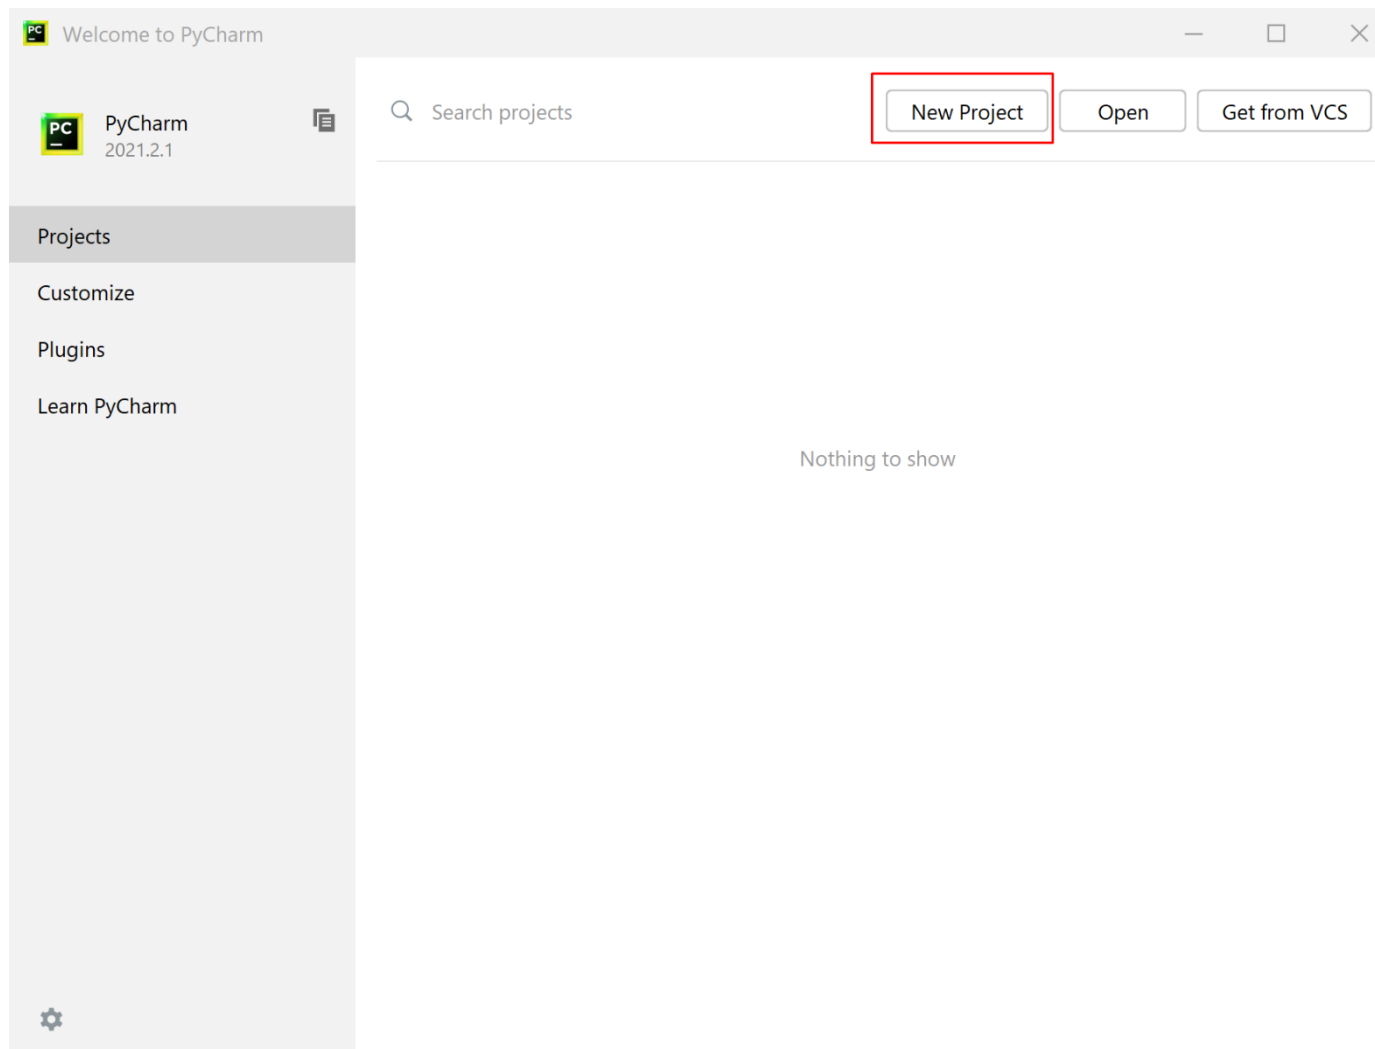 PC Welcome to PyCharm
PC PyCharm
2021.2.1
Search projects
New Project
Open
Get from VCS
Projects
Customize
Plugins
Learn PyCharm
Nothing to show